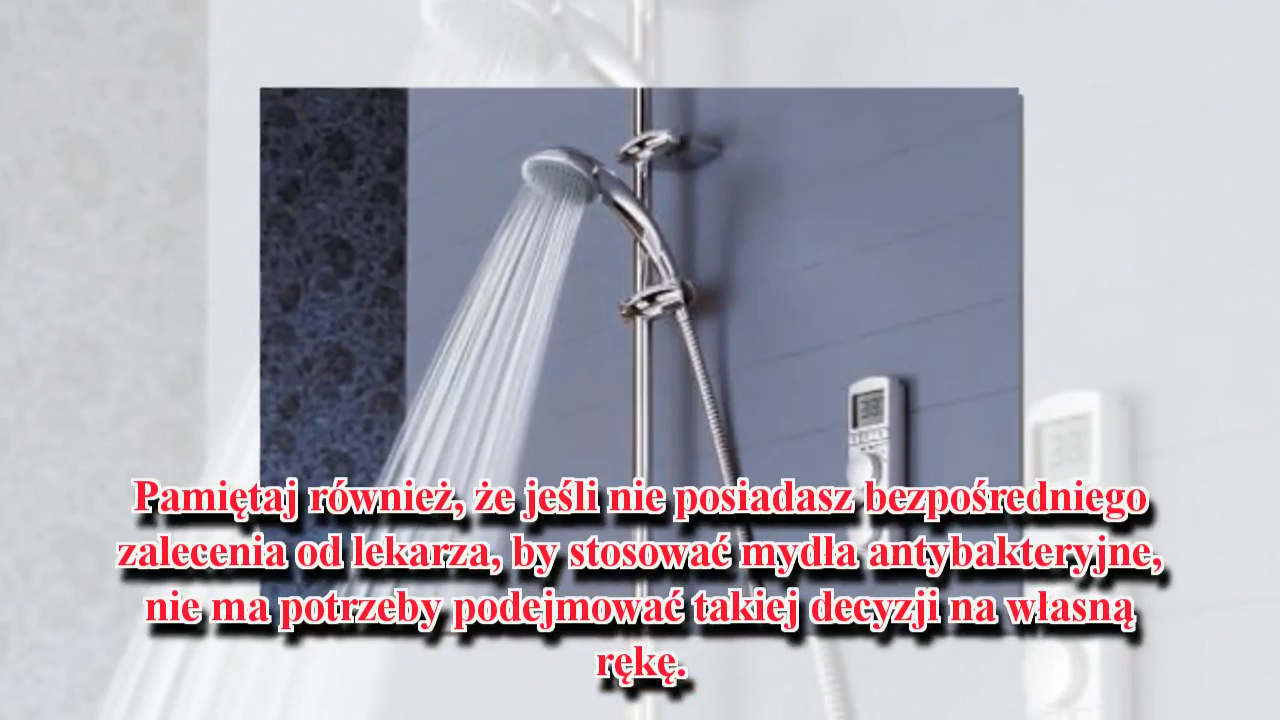 Pamiętaj również, że jeśli nie posiadasz bezpośredniego
zalecenia od lekarza, by stosować mydła antybakteryjne,
nie ma potrzeby podejmować takiej decyzji na własną
rękę.